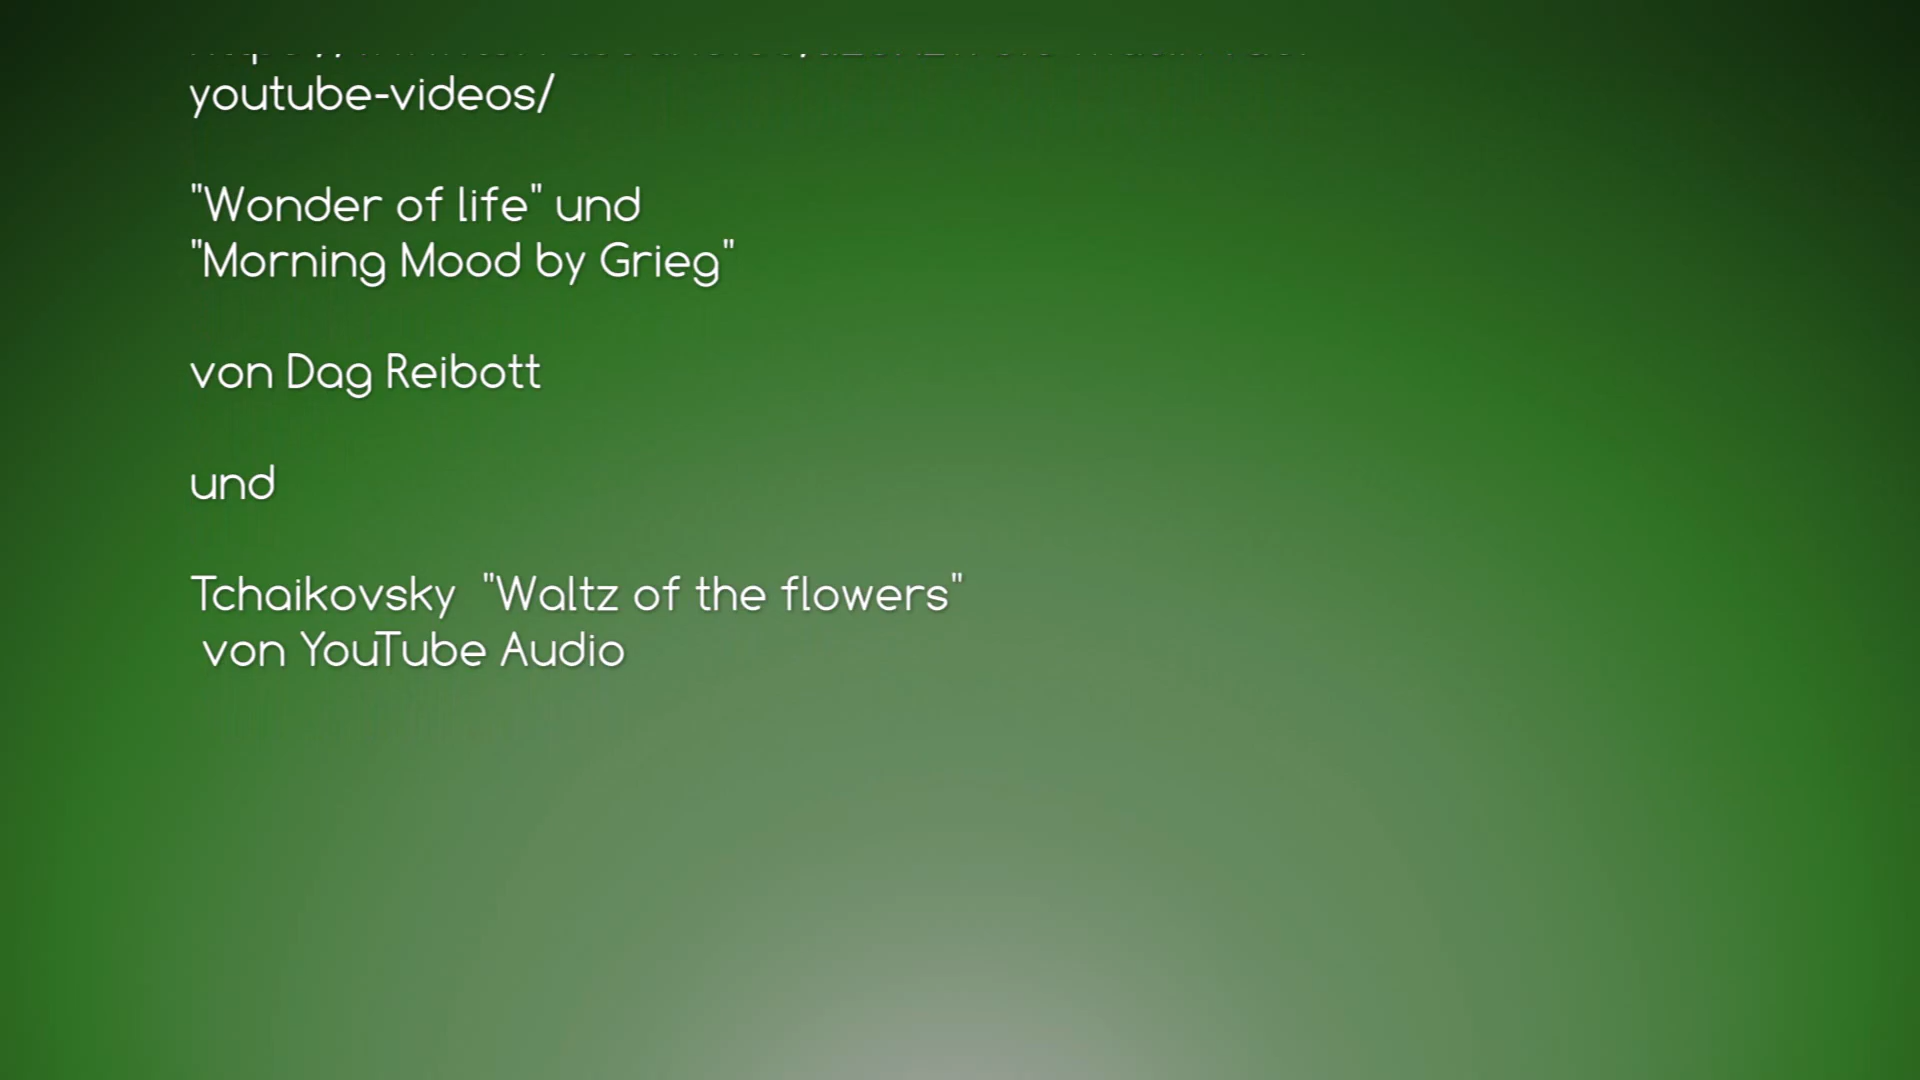 youtube-videos/
"Wonder of life" und
"Morning Mood by Grieg"
von Dag Reibott
und
Tchaikovsky  "Waltz of the flowers"
von YouTube Audio